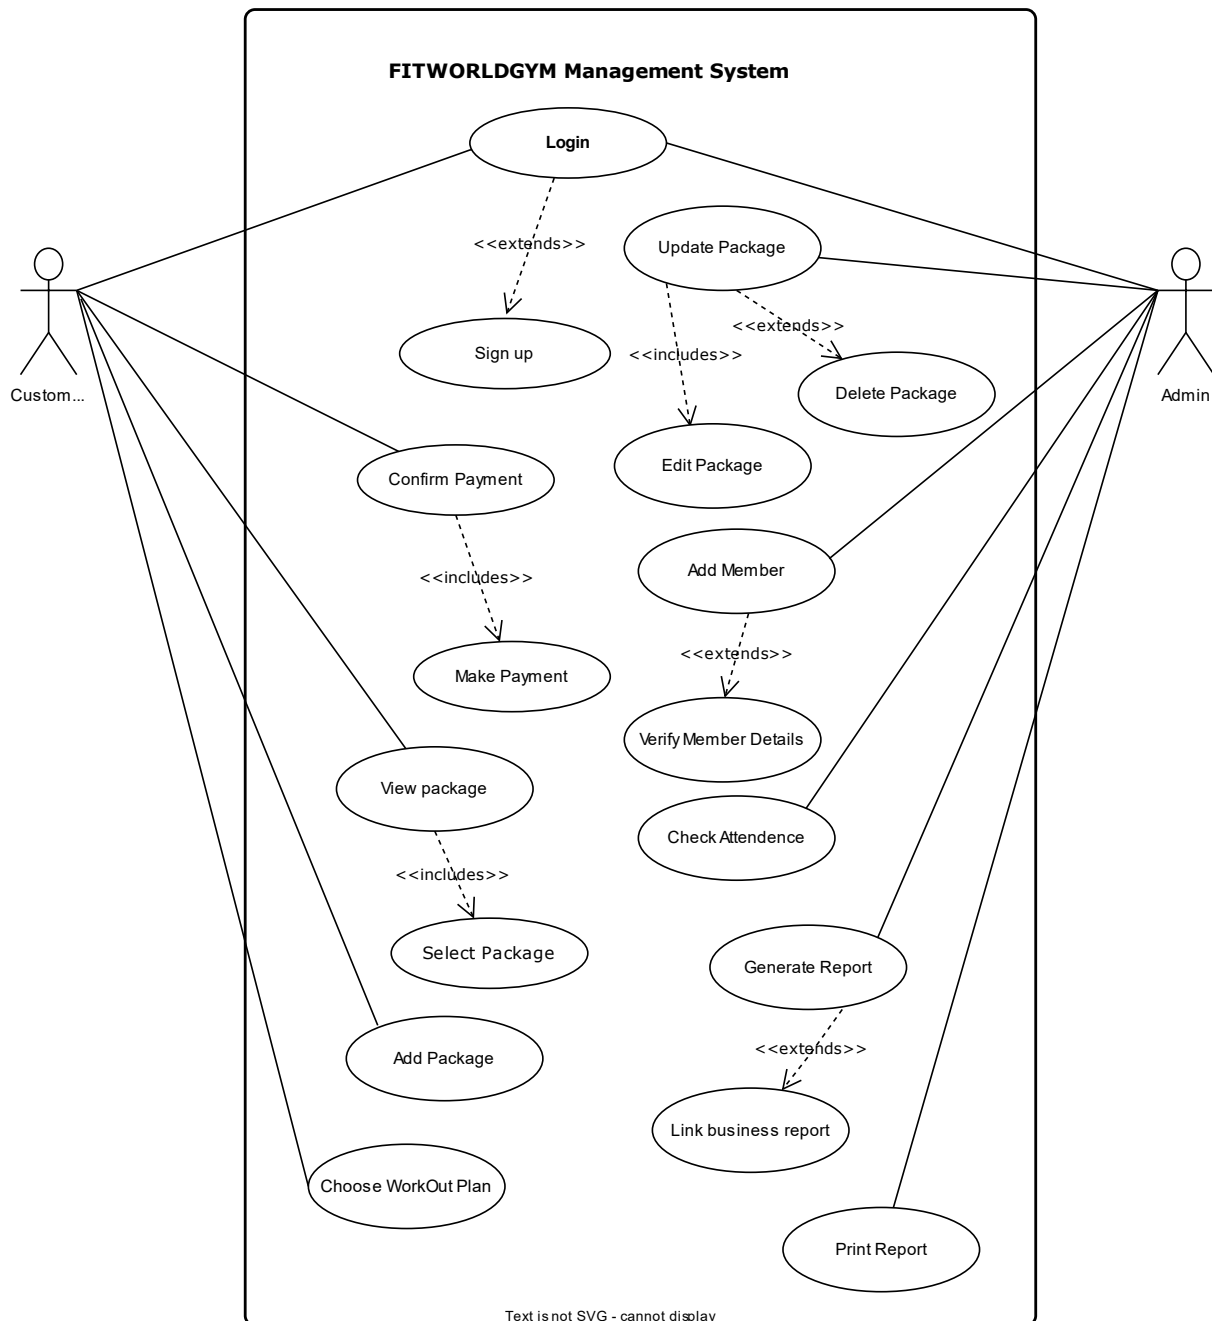 FITWORLDGYM Management System
Login
<<extends>>
Update Package
Sign up
<<extends>>
<<includes>>
Delete Package
Custom...
Admin
Edit Package
Confirm Payment
Add Member
<<includes>>
<<extends>>
Make Payment
Verify Member Details
View package
Check Attendence
<<includes>>
Select Package
Generate Report
<<extends>>
Add Package
Link business report
Choose WorkOut Plan
Print Report
Text is not SVG - cannot display